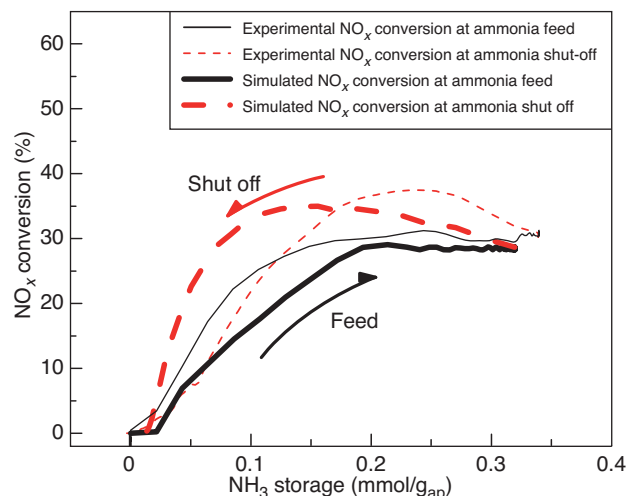 Experimental NOx conversion at ammonia feed
Experimental NOx conversion at ammonia shut-off
Simulated NOx conversion at ammonia feed
Simulated NOx conversion at ammonia shut off
60
50
40
30
20
10
0
NOx conversion (%)
Shut off
Feed
0 0.1 0.2 0.3 0.4
NH3 storage (mmol/gap)